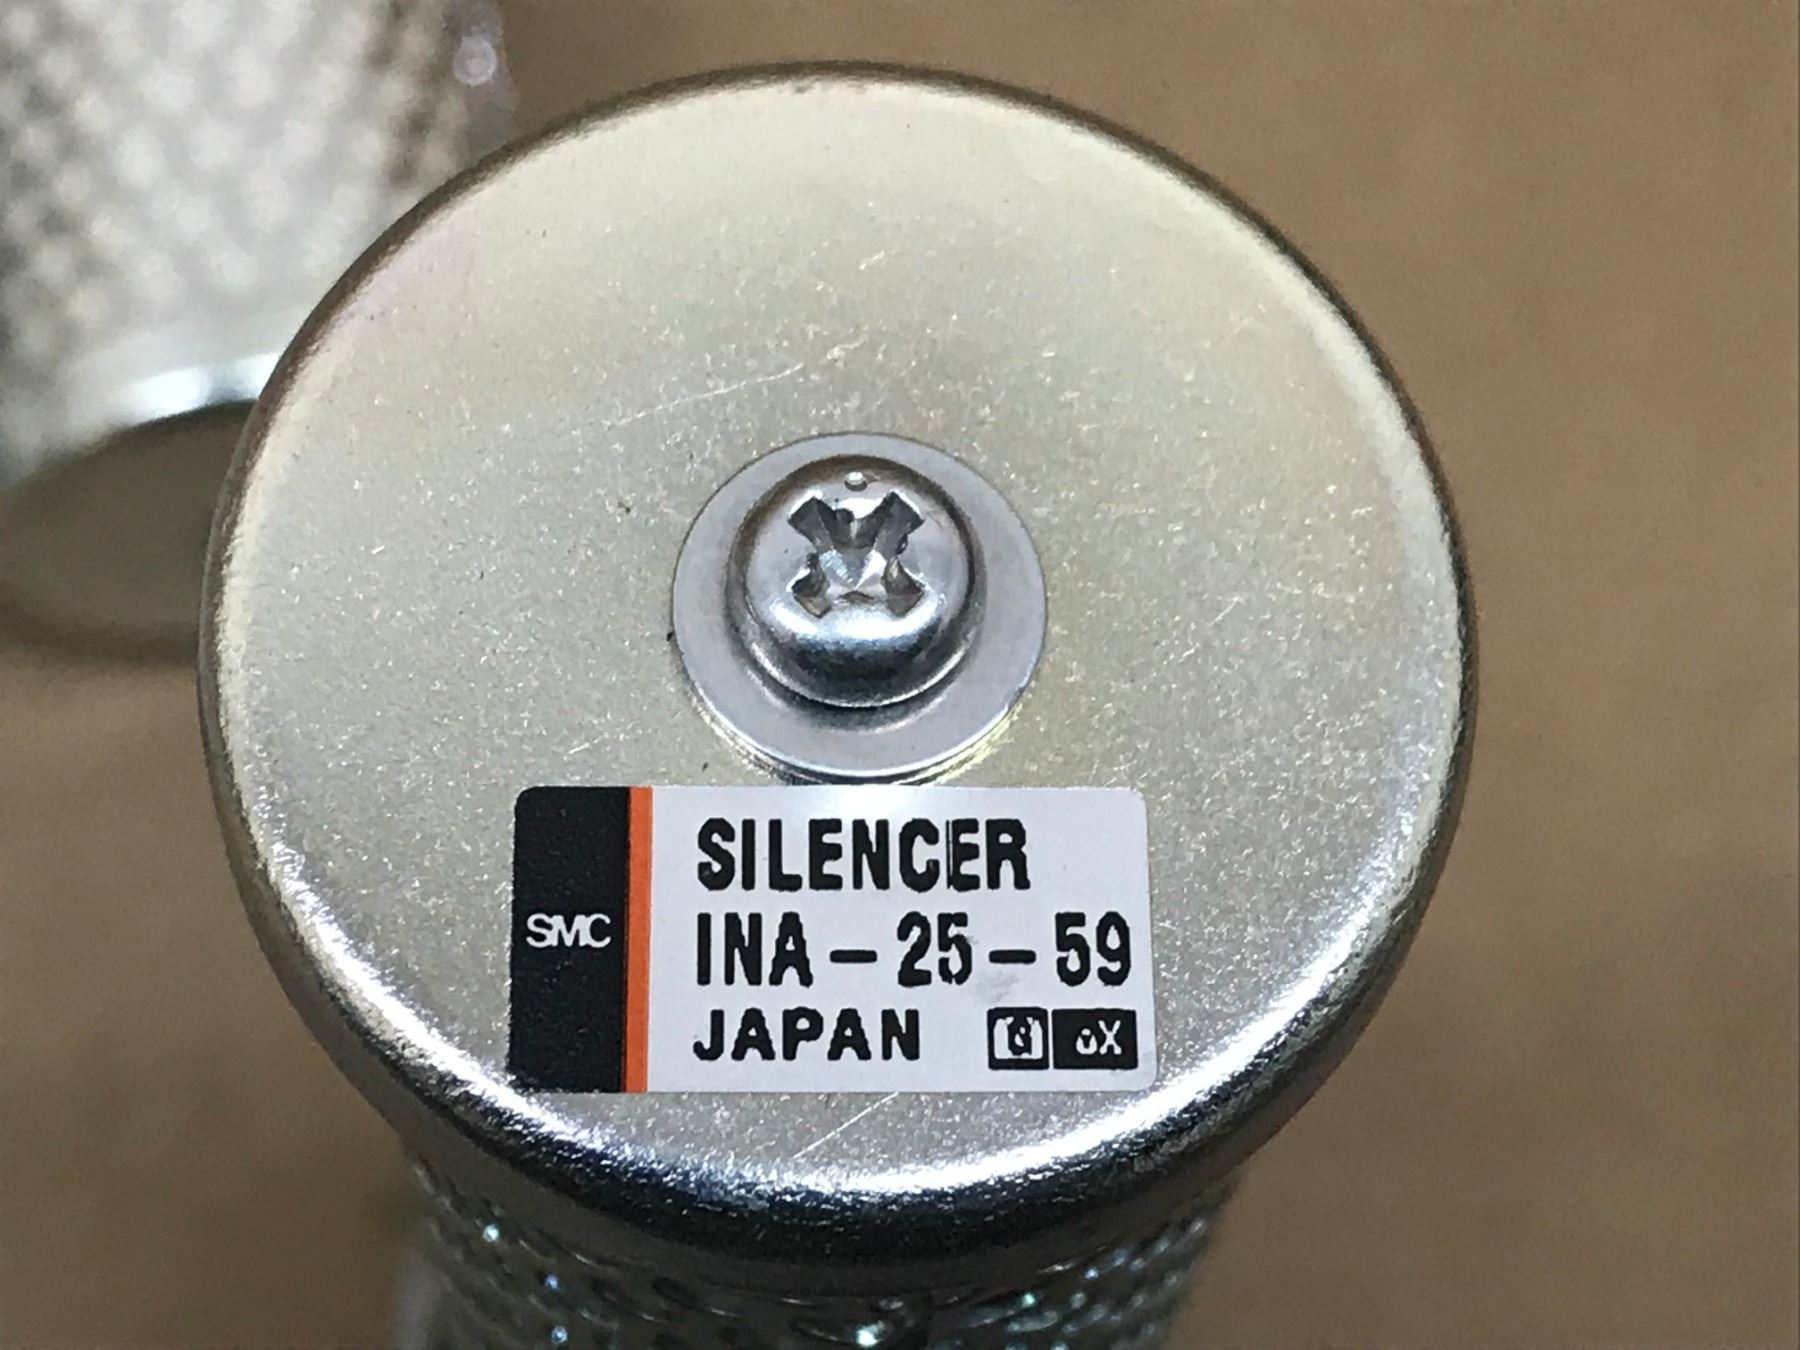 SMC
SILENCER
INA-25-59
JAPAN